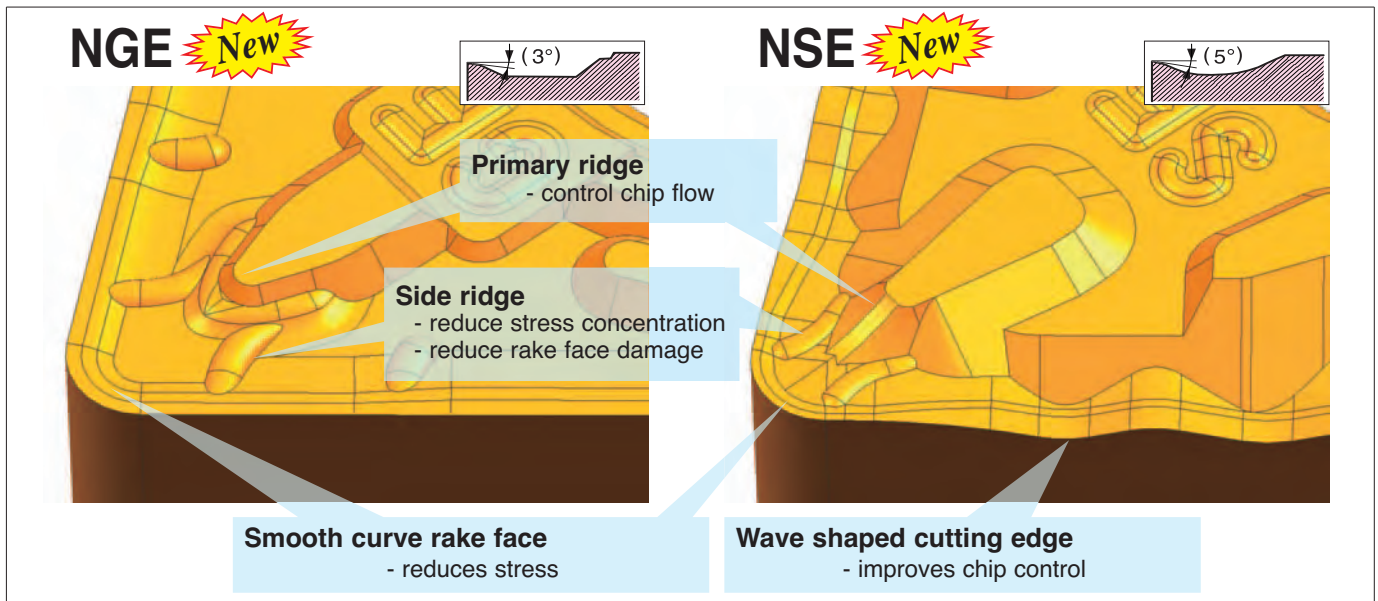 NGE New
(3°)
NSE New
(5°)
Primary ridge
- control chip flow
Side ridge
- reduce stress concentration
- reduce rake face damage
Smooth curve rake face
- reduces stress
Wave shaped cutting edge
- improves chip control